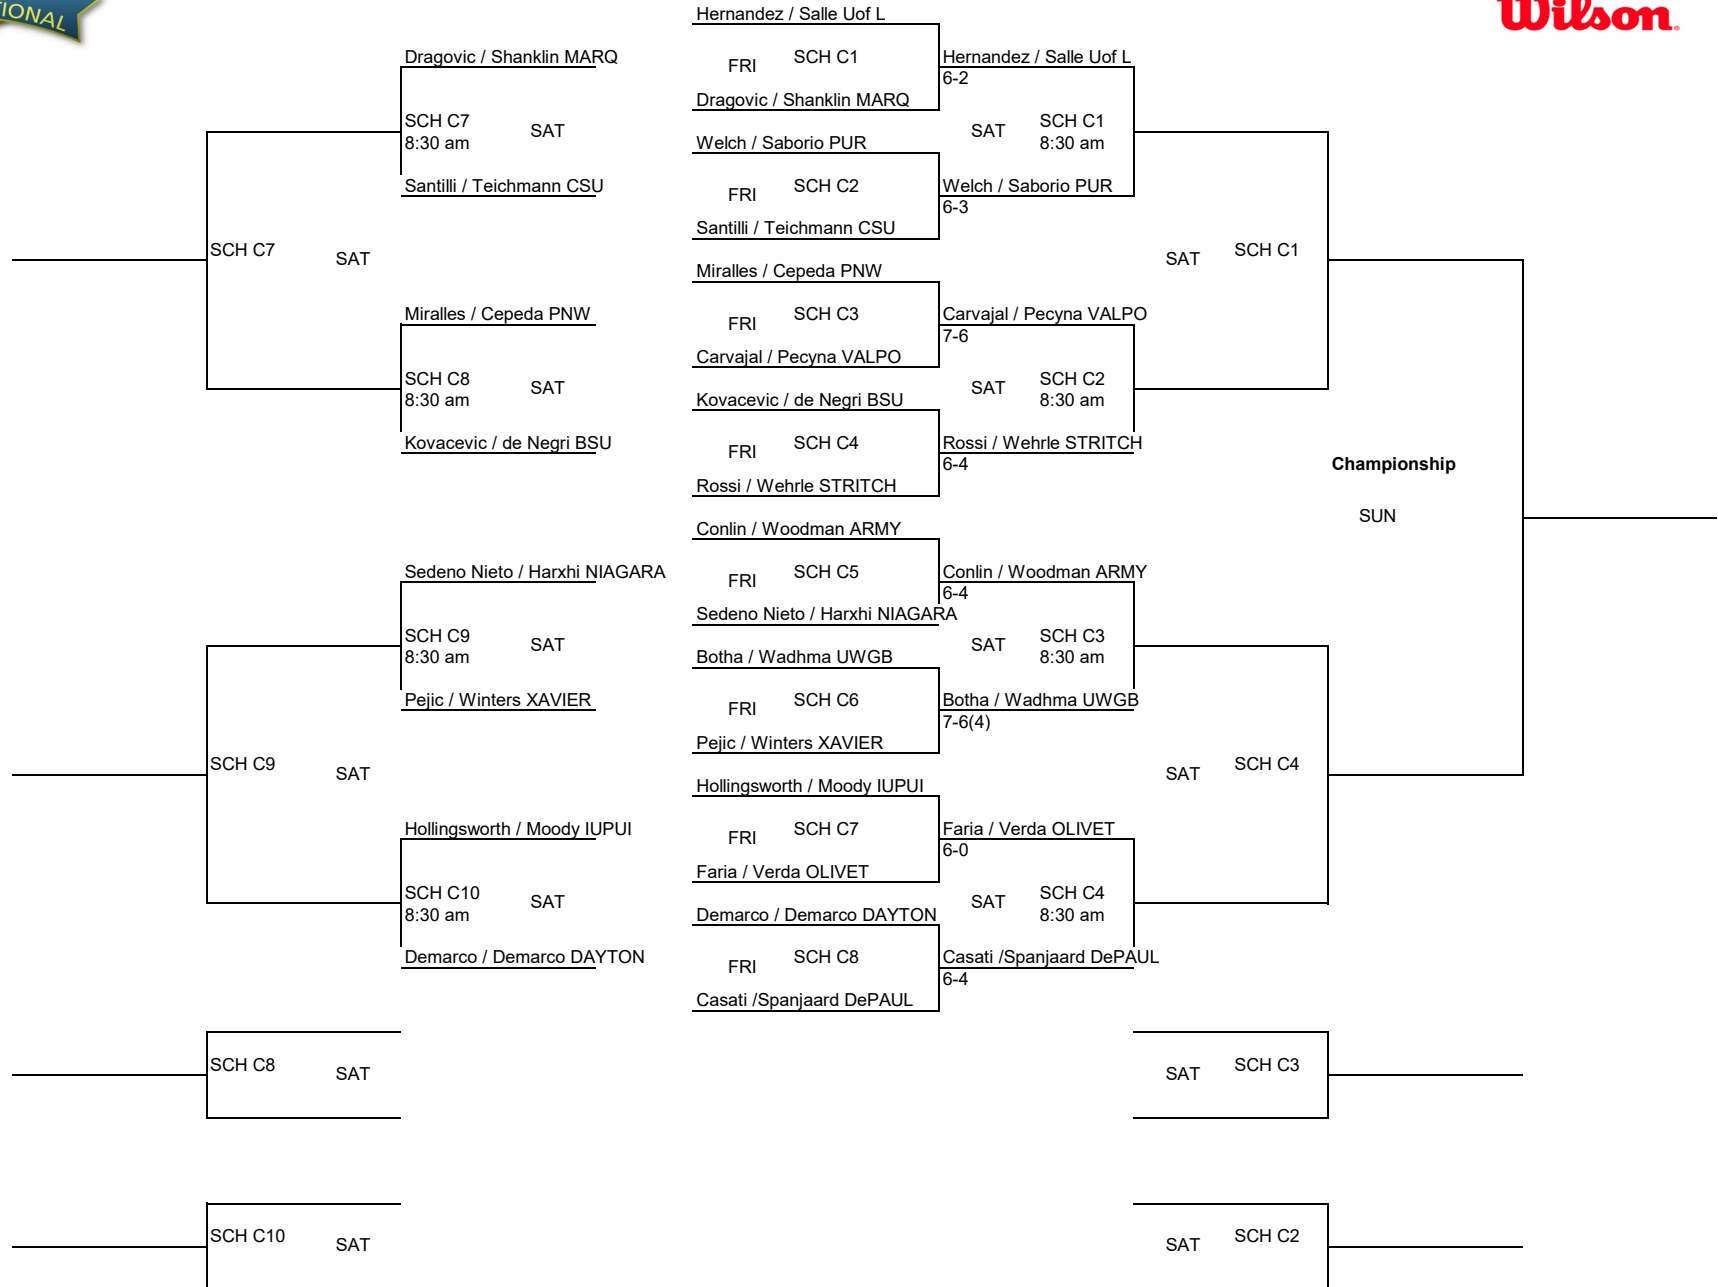 TIONAL
Wilson.
Hernandez / Salle Uof L
Dragovic / Shanklin MARQ
FRI
SCH C1
Hernandez / Salle Uof L
6-2
Dragovic / Shanklin MARQ
SCH C7
8:30 am
SAT
SAT
SCH C1
8:30 am
Welch / Saborio PUR
Santilli / Teichmann CSU
FRI
SCH C2
Welch / Saborio PUR
6-3
Santilli / Teichmann CSU
SCH C7
SAT
SAT
SCH C1
Miralles / Cepeda PNW
Miralles / Cepeda PNW
FRI
SCH C3
Carvajal / Pecyna VALPO
7-6
Carvajal / Pecyna VALPO
SCH C8
8:30 am
SAT
SAT
SCH C2
8:30 am
Kovacevic / de Negri BSU
Kovacevic / de Negri BSU
FRI
SCH C4
Rossi / Wehrle STRITCH
6-4
Championship
Rossi / Wehrle STRITCH
SUN
Conlin / Woodman ARMY
Sedeno Nieto / Harxhi NIAGARA
FRI
SCH C5
Conlin / Woodman ARMY
6-4
Sedeno Nieto / Harxhi NIAGARA
SCH C9
8:30 am
SAT
SAT
SCH C3
8:30 am
Botha / Wadhma UWGB
Pejic / Winters XAVIER
FRI
SCH C6
Botha / Wadhma UWGB
7-6(4)
Pejic / Winters XAVIER
SCH C9
SAT
SAT
SCH C4
Hollingsworth / Moody IUPUI
Hollingsworth / Moody IUPUI
FRI
SCH C7
Faria / Verda OLIVET
6-0
Faria / Verda OLIVET
SCH C10
8:30 am
SAT
SAT
SCH C4
8:30 am
Demarco / Demarco DAYTON
Demarco / Demarco DAYTON
FRI
SCH C8
Casati /Spanjaard DePAUL
6-4
Casati /Spanjaard DePAUL
SCH C8
SAT
SAT
SCH C3
SCH C10
SAT
SAT
SCH C2